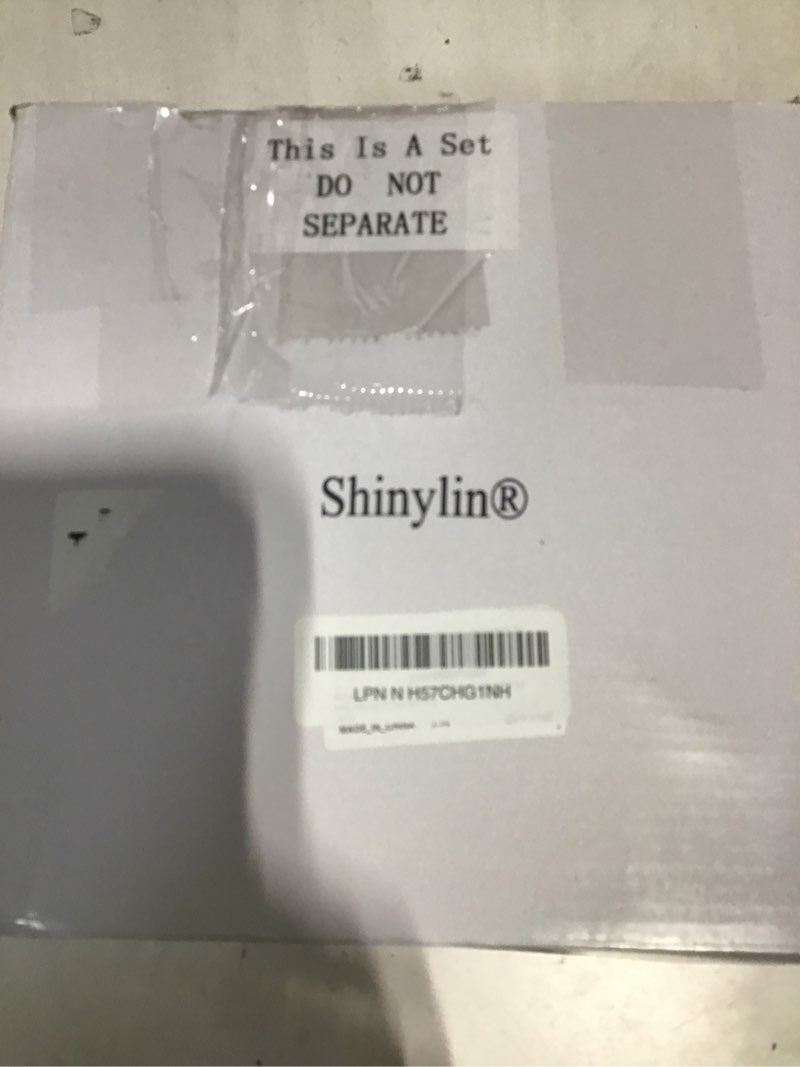 This Is A Set
DO NOT
SEPARATE
Shinylin®
LPN N H57CHG1NH